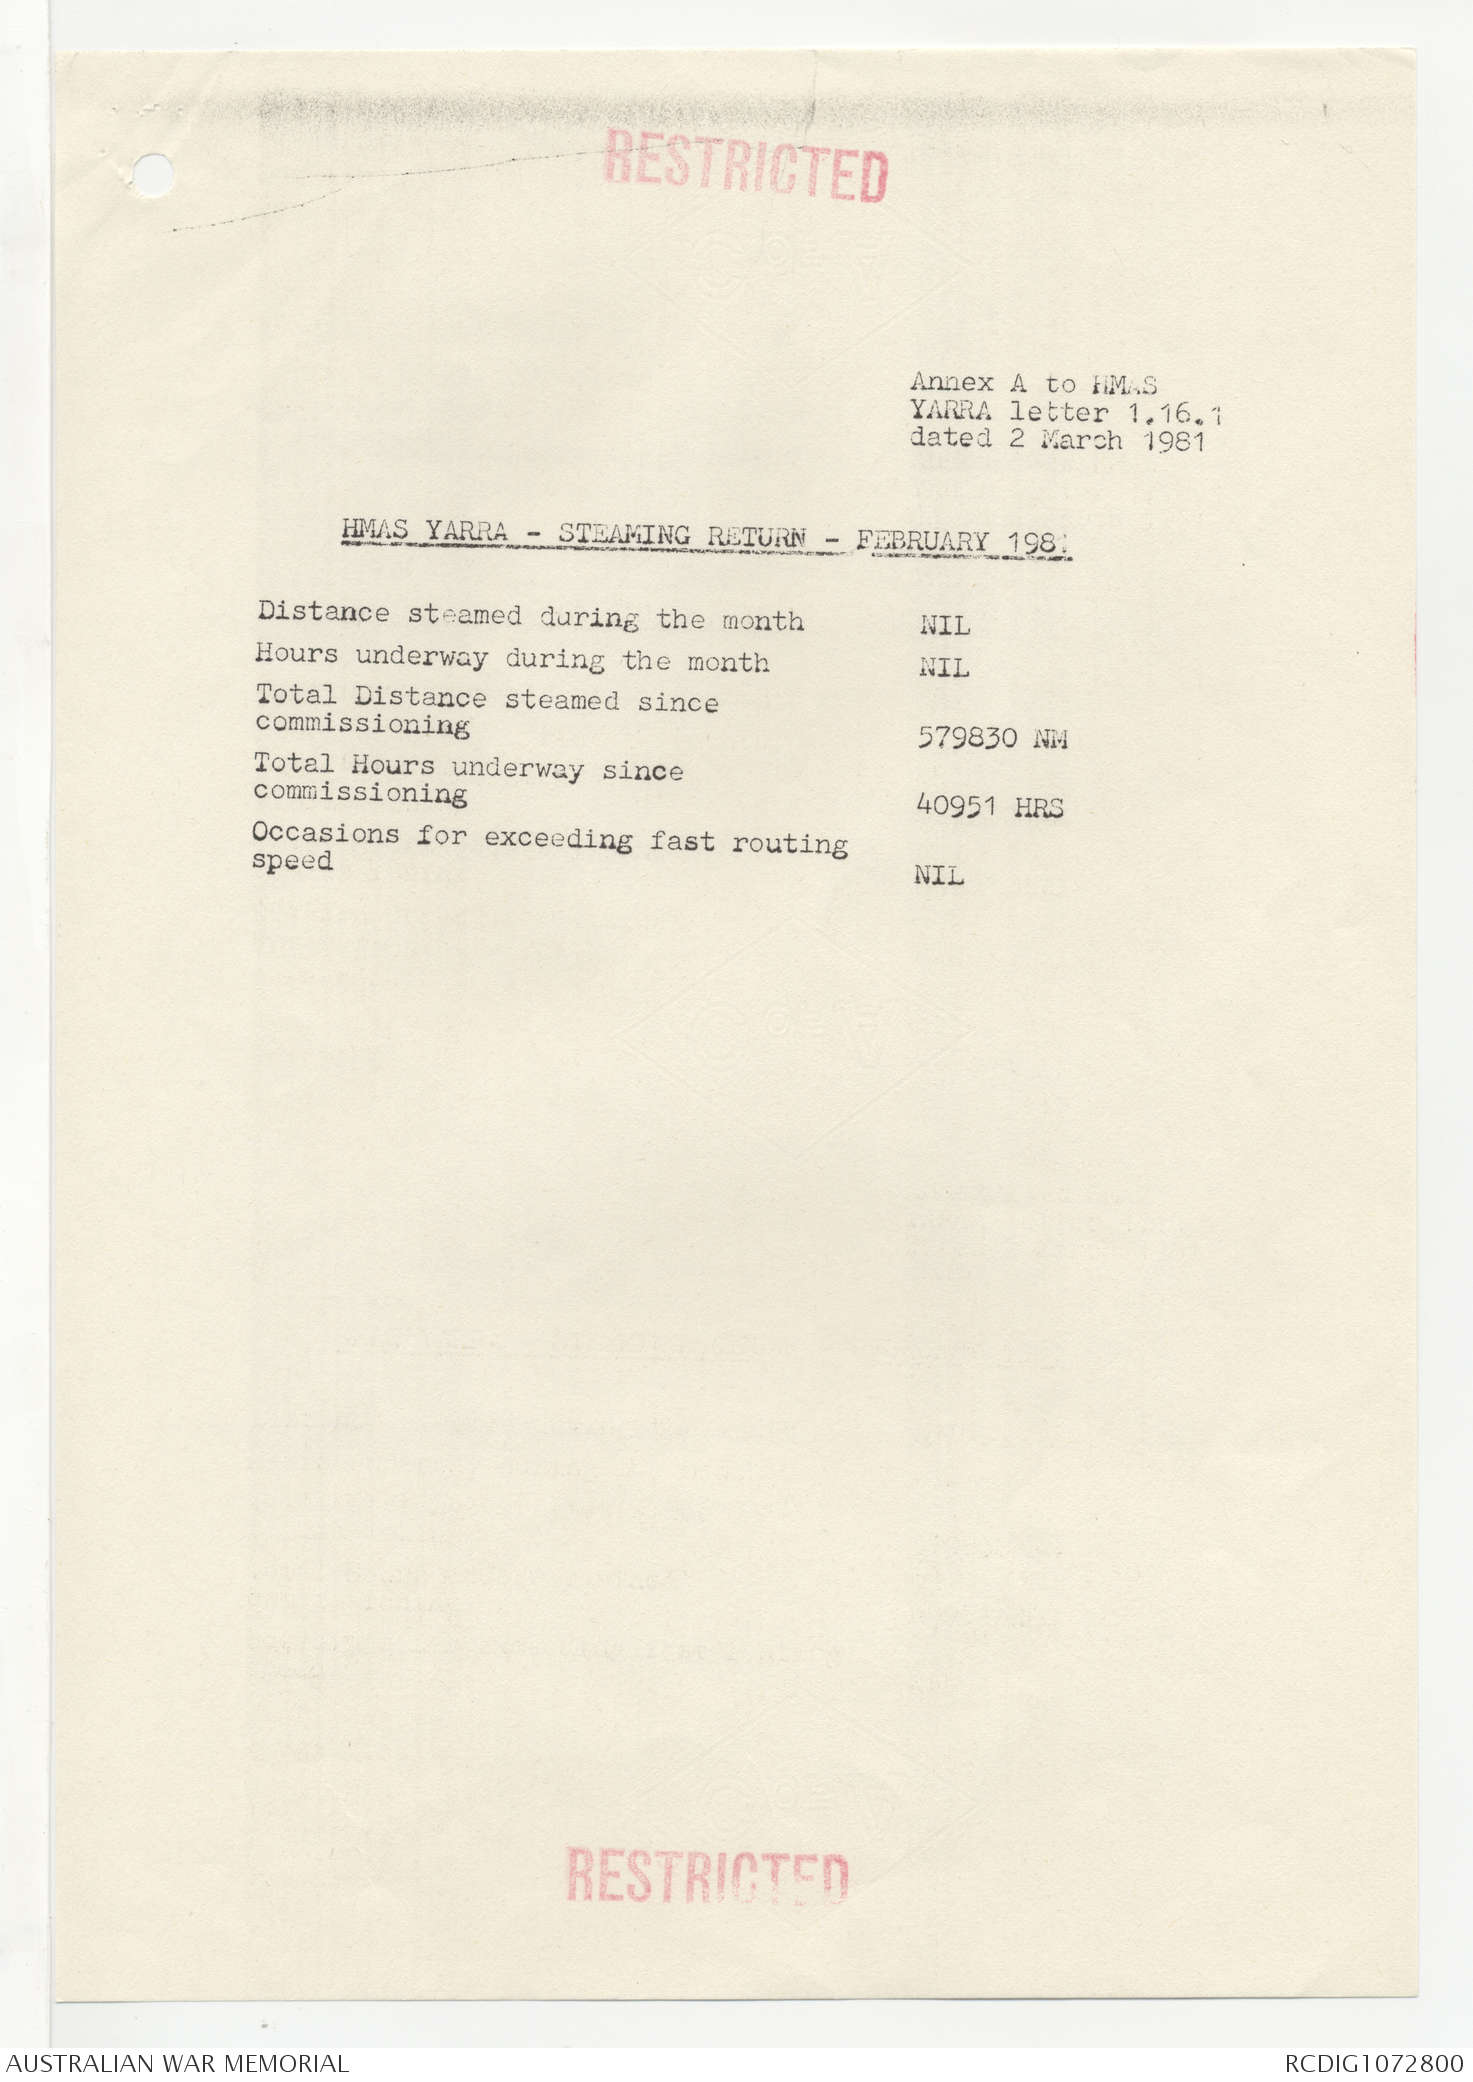 RESTRICTED
Annex A to HMAS
YARRA letter 1.16.1
dated 2 March 1981
HMAS YARRA - STEAMING RETURN - FEBRUARY 1981
Distance steamed during the month NIL
Hours underway during the month NIL
Total Distance steamed since
commissioning 579830 NM
Total Hours underway since
commissioning 40951 HRS
Occasions for exceeding fast routing
speed NIL
RESTRICTED
AUSTRALIAN WAR MEMORIAL RCDIG1072800